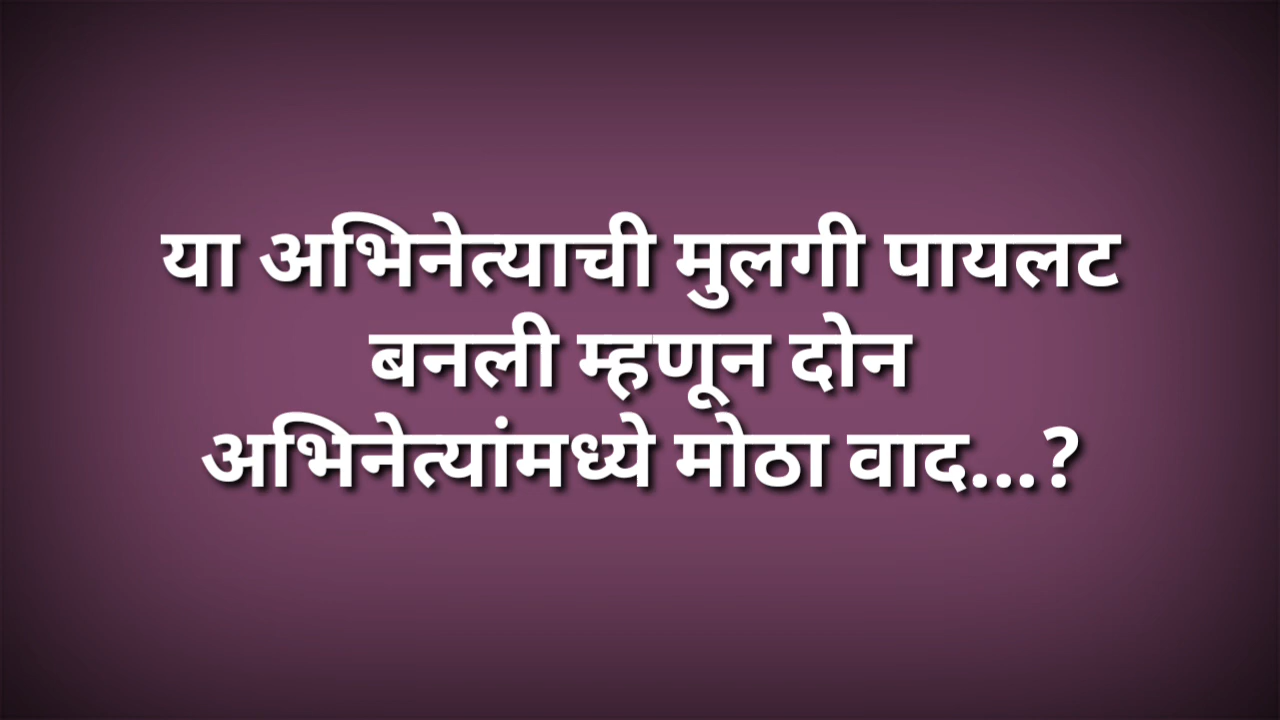 या अभिनेत्याची मुलगी पायलट
बनली म्हणून दोन
अभिनेत्यांमध्ये मोठा वाद...?